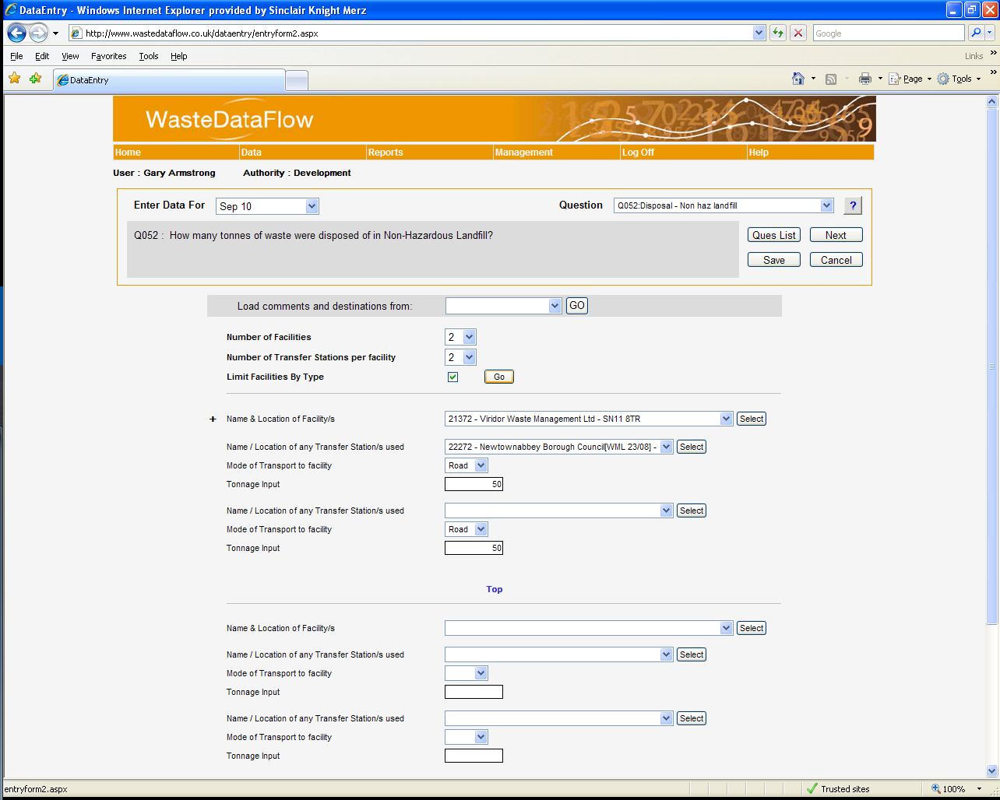 DataEntry - Windows Internet Explorer provided by Sinclair Knight Merz
http://www.wastedataflow.co.uk/dataentry/entryform2.aspx
Google
File Edit View Favorites Tools Help
Links »
DataEntry
Page Tools »
WasteDataFlow
Home Data Reports Management Log Off Help
User : Gary Armstrong Authority : Development
Enter Data For Sep 10 Question Q052:Disposal - Non haz landfill ?
Q052 : How many tonnes of waste were disposed of in Non-Hazardous Landfill?
Ques List Next
Save Cancel
Load comments and destinations from: GO
Number of Facilities 2
Number of Transfer Stations per facility 2
Limit Facilities By Type Go
+ Name & Location of Facility/s 21372 - Viridor Waste Management Ltd - SN11 8TR Select
Name / Location of any Transfer Station/s used 22272 - Newtownabbey Borough Council[WML 23/08] - Select
Mode of Transport to facility Road
Tonnage Input 50
Name / Location of any Transfer Station/s used Select
Mode of Transport to facility Road
Tonnage Input 50
Top
Name & Location of Facility/s Select
Name / Location of any Transfer Station/s used Select
Mode of Transport to facility
Tonnage Input
Name / Location of any Transfer Station/s used Select
Mode of Transport to facility
Tonnage Input
entryform2.aspx Trusted sites 100%